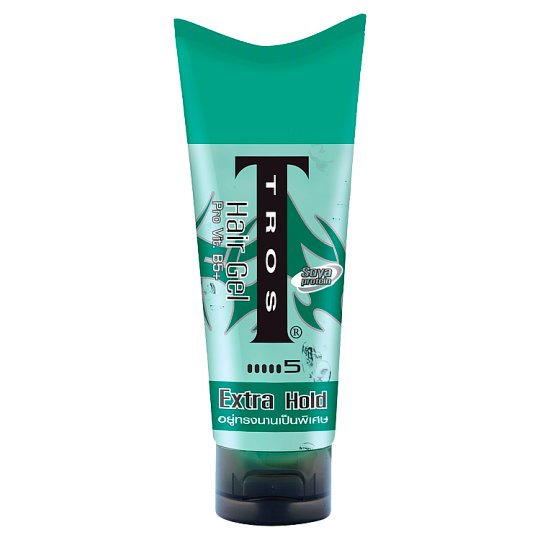 T
TROS®
Hair Gel
Pro Vit. B5+
Soya
protein
5
Extra Hold
อยู่ทรงนานเป็นพิเศษ